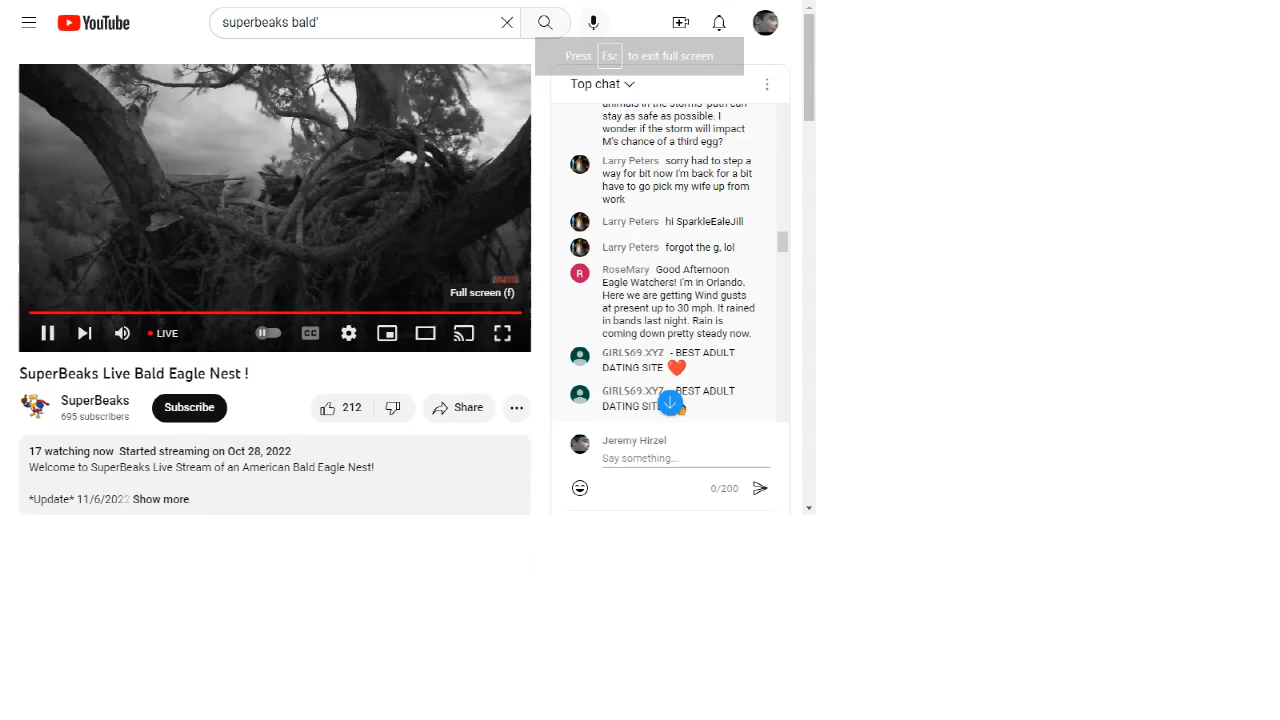 YouTube
superbeaks bald'
Press Esc to exit full screen
Top chat
animals in the storms' path can
stay as safe as possible. I
wonder if the storm will impact
M's chance of a third egg?
Larry Peters sorry had to step a
way for bit now I'm back for a bit
have to go pick my wife up from
work
Larry Peters hi SparkleEaleJill
Larry Peters forgot the g, lol
R RoseMary Good Afternoon
Eagle Watchers! I'm in Orlando.
Here we are getting Wind gusts
at present up to 30 mph. It rained
in bands last night. Rain is
coming down pretty steady now.
GIRLS69.XYZ - BEST ADULT
DATING SITE
GIRLS69.XYZ - BEST ADULT
DATING SITE
Jeremy Hirzel
Say something...
0/200
Full screen (f)
LIVE
CC
SuperBeaks Live Bald Eagle Nest !
SuperBeaks
695 subscribers
Subscribe
212
Share
17 watching now Started streaming on Oct 28, 2022
Welcome to SuperBeaks Live Stream of an American Bald Eagle Nest!
*Update* 11/6/2022 Show more